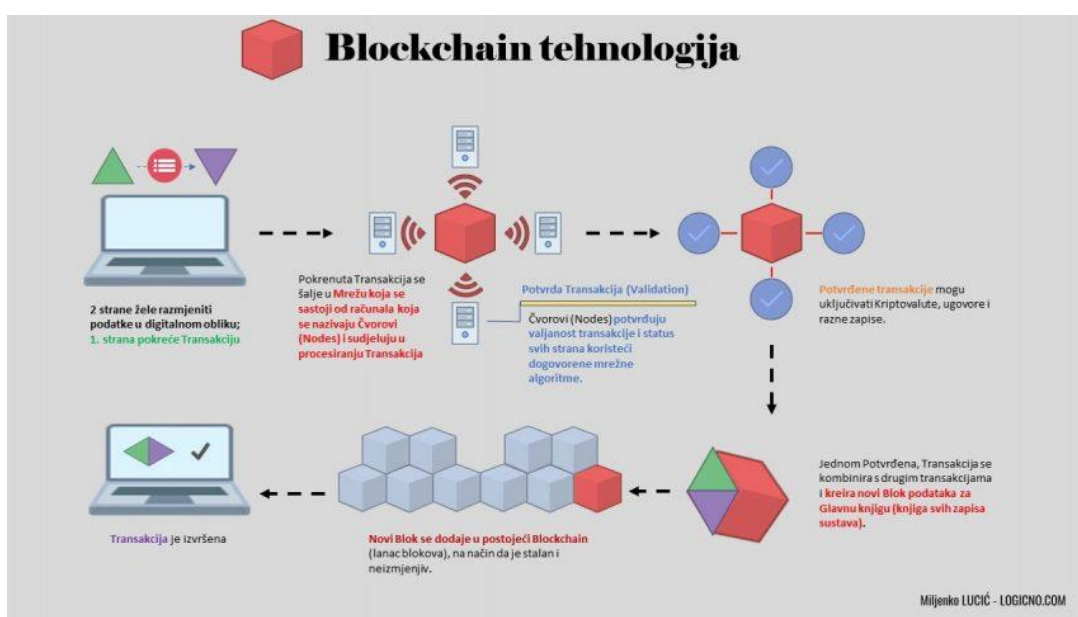 Blockchain tehnologija
2 strane žele razmjeniti
podatke u digitalnom obliku;
1. strana pokreće Transakciju
Pokrenuta Transakcija se
šalje u Mrežu koja se
sastoji od računala koja
se nazivaju Čvorovi
(Nodes) i sudjeluju u
procesiranju Transakcija
Potvrda Transakcija (Validation)
Čvorovi (Nodes) potvrđuju
valjanost transakcije i status
svih strana koristeći
dogovorene mrežne
algoritme.
Potvrđene transakcije mogu
uključivati Kriptovalute, ugovore i
razne zapise.
Jednom Potvrđena, Transakcija se
kombinira s drugim transakcijama
i kreira novi Blok podataka za
Glavnu knjigu (knjiga svih zapisa
sustava).
Novi Blok se dodaje u postojeći Blockchain
(lanac blokova), na način da je stalan i
neizmjenjiv.
Transakcija je izvršena
Miljenko LUCIĆ - LOGICNO.COM